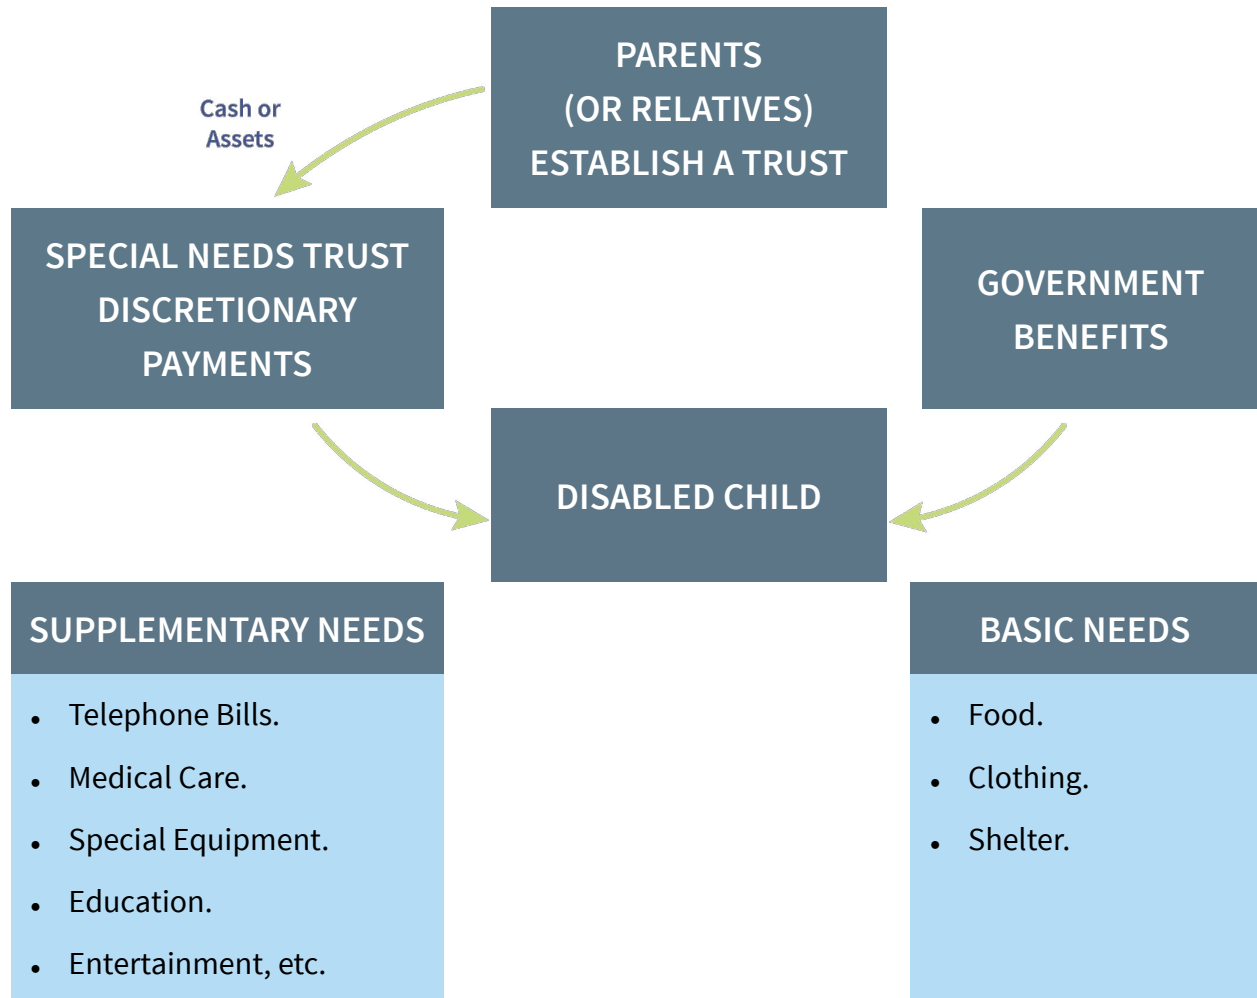 PARENTS
(OR RELATIVES)
ESTABLISH A TRUST
Cash or
Assets
SPECIAL NEEDS TRUST
DISCRETIONARY
PAYMENTS
GOVERNMENT
BENEFITS
DISABLED CHILD
SUPPLEMENTARY NEEDS
• Telephone Bills.
• Medical Care.
• Special Equipment.
• Education.
• Entertainment, etc.
BASIC NEEDS
• Food.
• Clothing.
• Shelter.